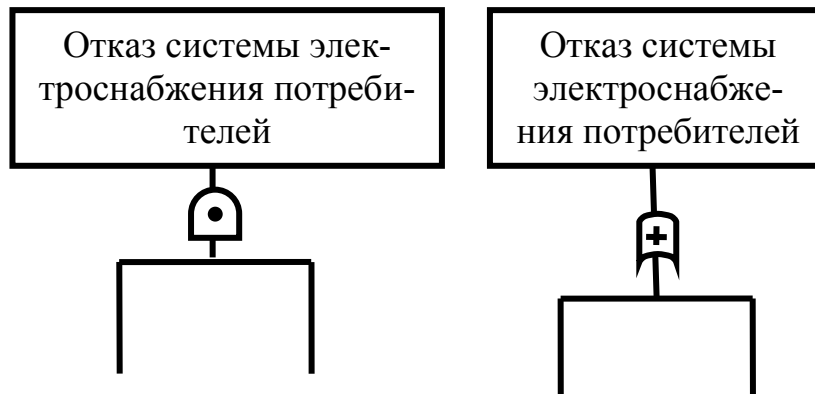 Отказ системы элек-
троснабжения потреби-
телей
Отказ системы
электроснабже-
ния потребителей